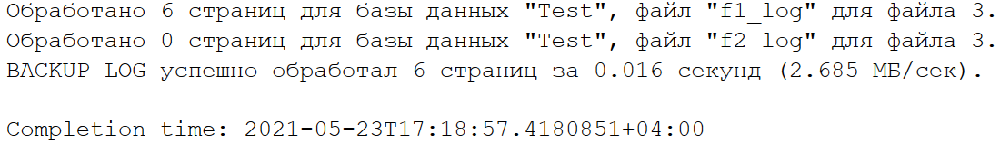 Обработано 6 страниц для базы данных "Test", файл "f1_log" для файла 3.
Обработано 0 страниц для базы данных "Test", файл "f2_log" для файла 3.
BACKUP LOG успешно обработал 6 страниц за 0.016 секунд (2.685 МБ/сек).
Completion time: 2021-05-23T17:18:57.4180851+04:00